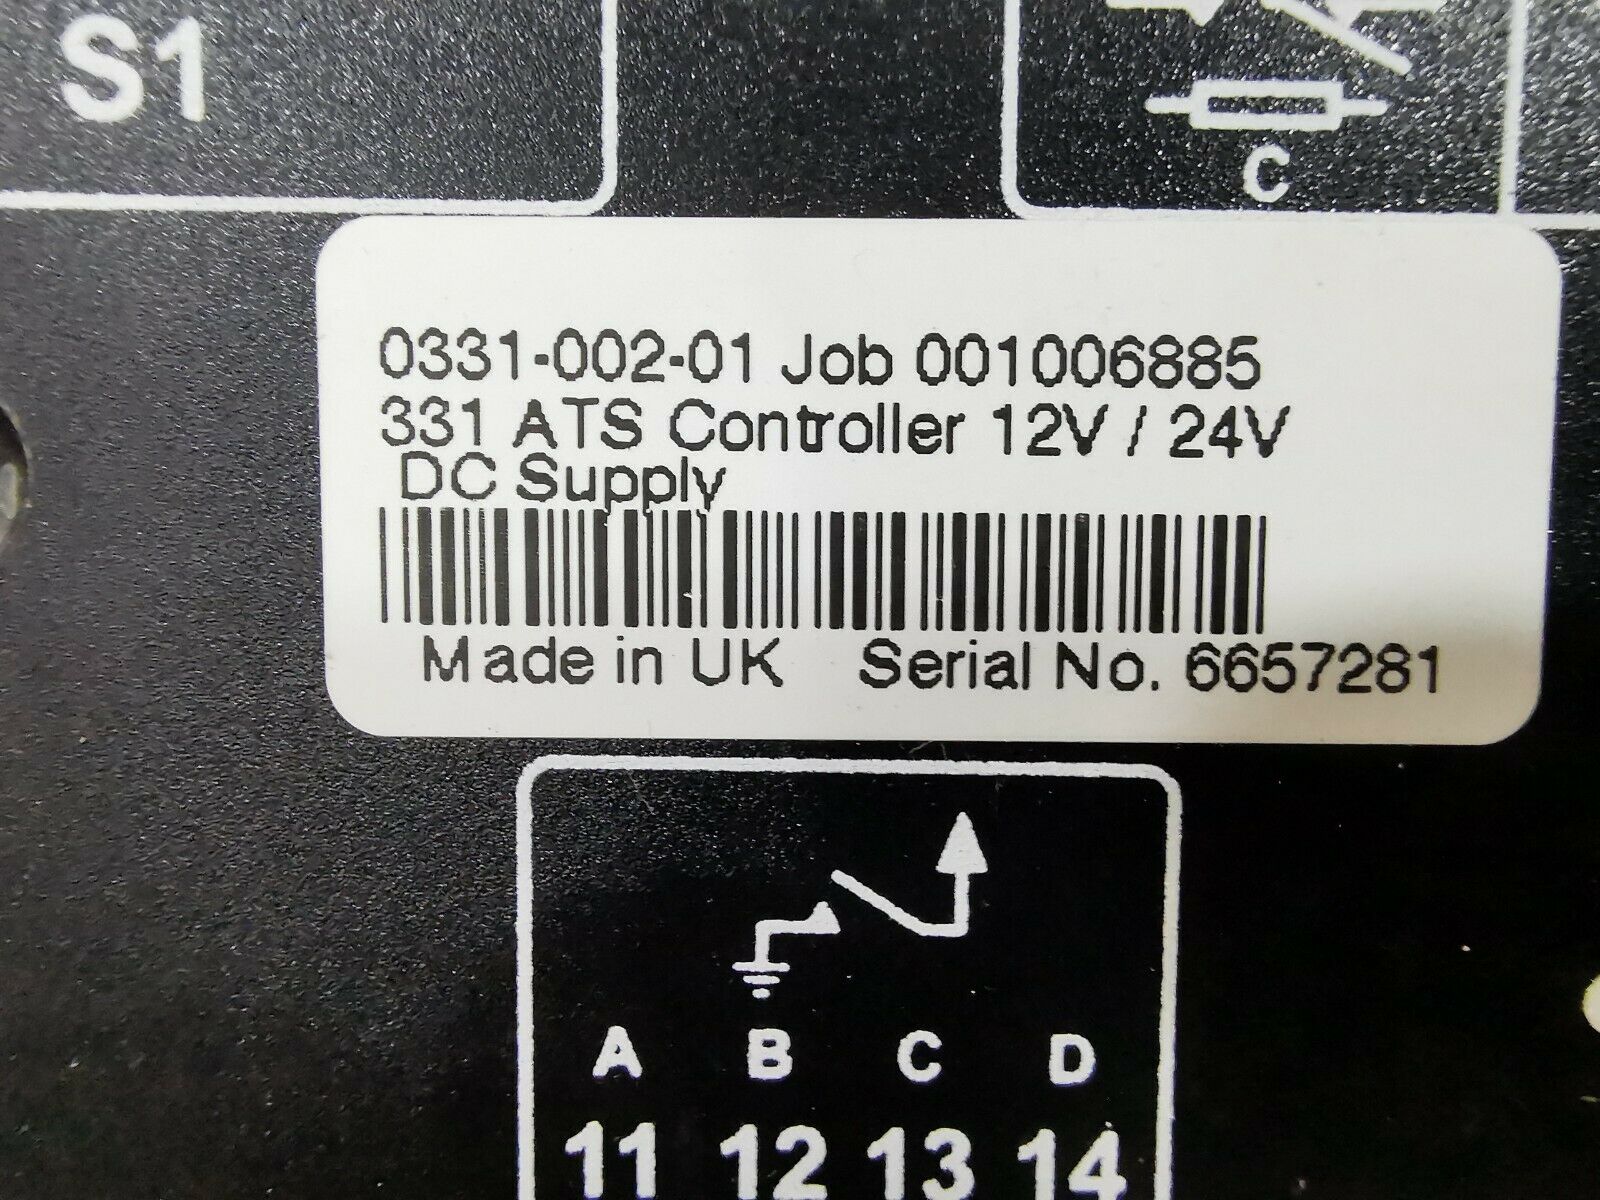 S1
C
0331-002-01 Job 001006885
331 ATS Controller 12V / 24V
DC Supply
Made in UK Serial No. 6657281
A B C D
11 12 13 14